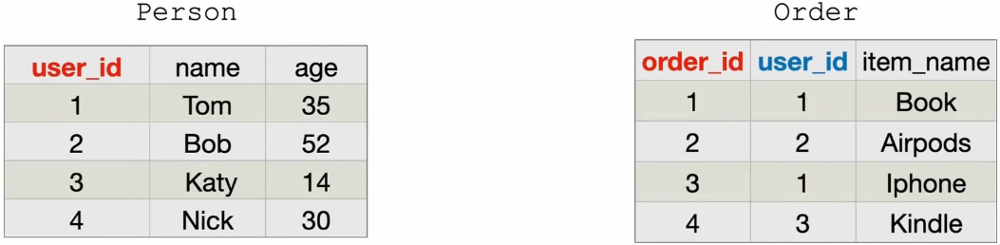 Person
user_id name age
1 Tom 35
2 Bob 52
3 Katy 14
4 Nick 30
Order
order_id user_id item_name
1 1 Book
2 2 Airpods
3 1 Iphone
4 3 Kindle